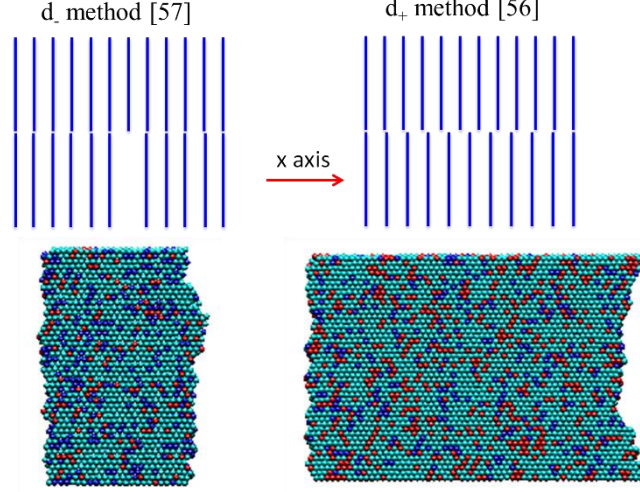 d₋ method [57]
d₊ method [56]
x axis